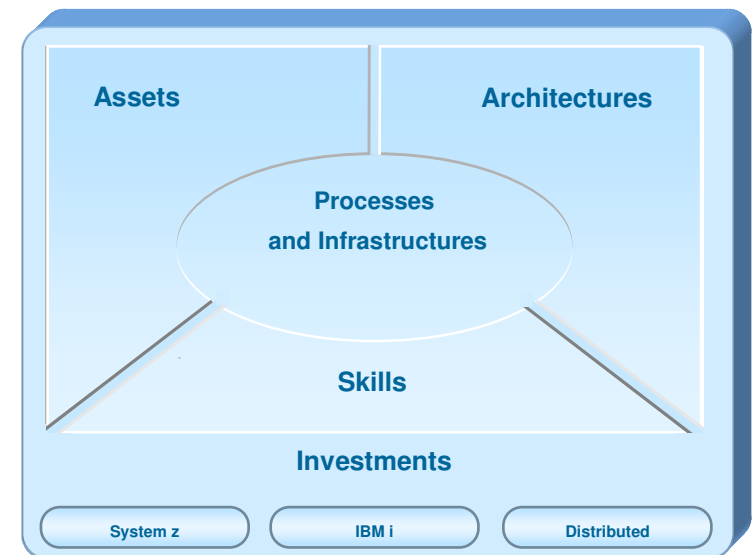 Assets
Architectures
Processes
and Infrastructures
Skills
Investments
System z
IBM i
Distributed